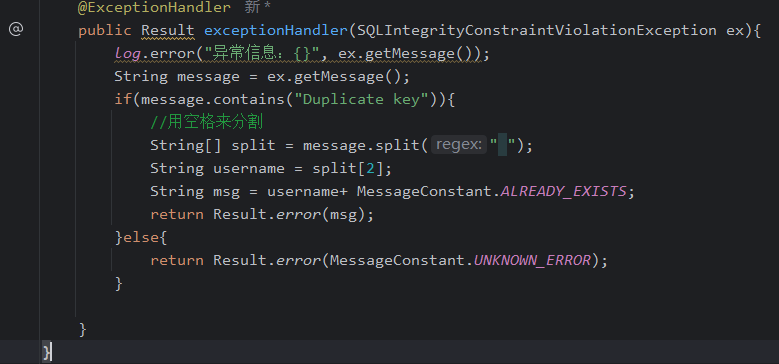 @ExceptionHandler 新 *
public Result exceptionHandler(SQLIntegrityConstraintViolationException ex){
log.error("异常信息：{}", ex.getMessage());
String message = ex.getMessage();
if(message.contains("Duplicate key")){
//用空格来分割
String[] split = message.split( regex: " ");
String username = split[2];
String msg = username+ MessageConstant.ALREADY_EXISTS;
return Result.error(msg);
}else{
return Result.error(MessageConstant.UNKNOWN_ERROR);
}
}
}